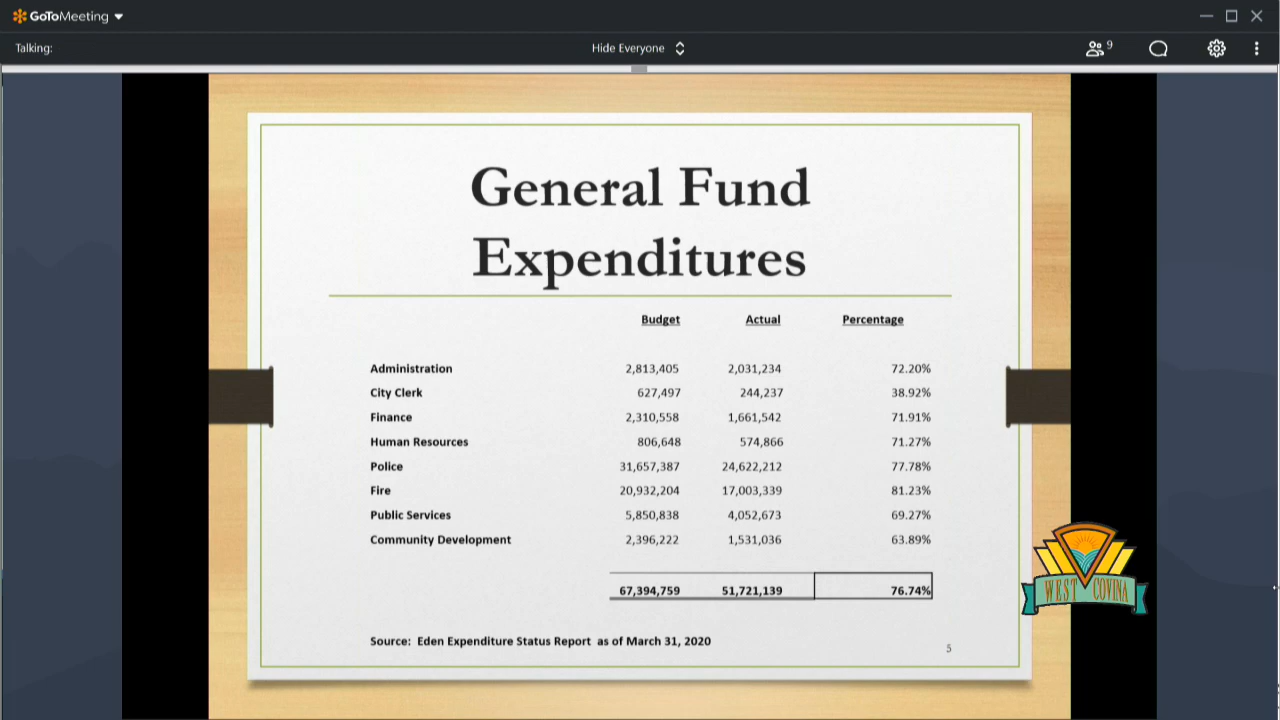 GoToMeeting
Talking:
Hide Everyone
9
General Fund
Expenditures
Budget Actual Percentage
Administration 2,813,405 2,031,234 72.20%
City Clerk 627,497 244,237 38.92%
Finance 2,310,558 1,661,542 71.91%
Human Resources 806,648 574,866 71.27%
Police 31,657,387 24,622,212 77.78%
Fire 20,932,204 17,003,339 81.23%
Public Services 5,850,838 4,052,673 69.27%
Community Development 2,396,222 1,531,036 63.89%
67,394,759 51,721,139 76.74%
WEST COVINA
Source: Eden Expenditure Status Report as of March 31, 2020
5